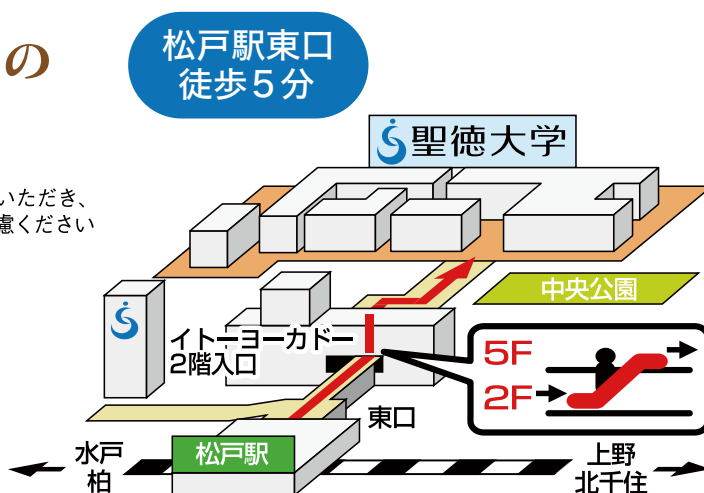 の
松戸駅東口
徒歩5分
聖徳大学
いただき、
慮ください
中央公園
イトーヨーカドー
2階入口
5F
2F
東口
水戸
柏
松戸駅
上野
北千住